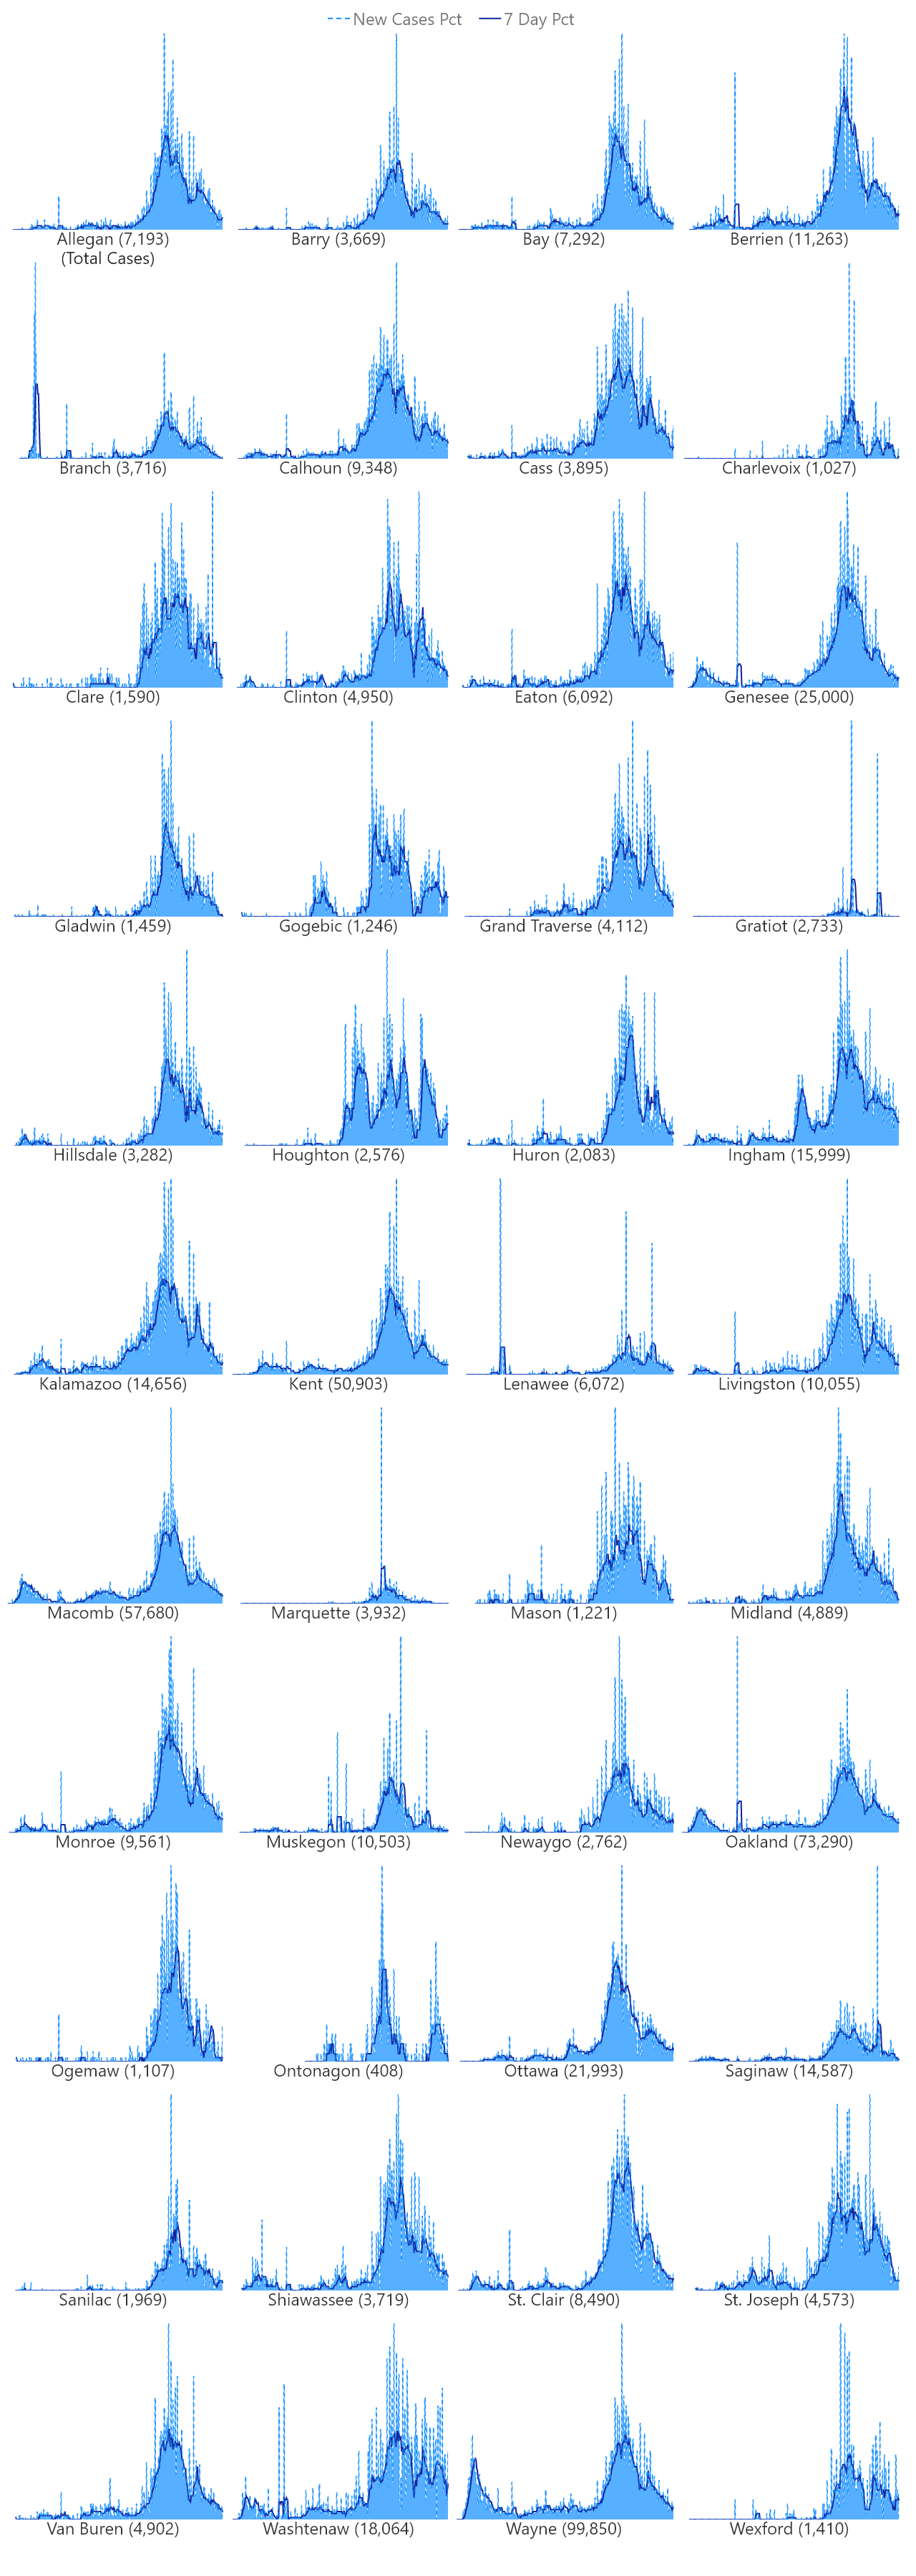 New Cases Pct 7 Day Pct
Allegan (7,193) Barry (3,669) Bay (7,292) Berrien (11,263)
(Total Cases)
Branch (3,716) Calhoun (9,348) Cass (3,895) Charlevoix (1,027)
Clare (1,590) Clinton (4,950) Eaton (6,092) Genesee (25,000)
Gladwin (1,459) Gogebic (1,246) Grand Traverse (4,112) Gratiot (2,733)
Hillsdale (3,282) Houghton (2,576) Huron (2,083) Ingham (15,999)
Kalamazoo (14,656) Kent (50,903) Lenawee (6,072) Livingston (10,055)
Macomb (57,680) Marquette (3,932) Mason (1,221) Midland (4,889)
Monroe (9,561) Muskegon (10,503) Newaygo (2,762) Oakland (73,290)
Ogemaw (1,107) Ontonagon (408) Ottawa (21,993) Saginaw (14,587)
Sanilac (1,969) Shiawassee (3,719) St. Clair (8,490) St. Joseph (4,573)
Van Buren (4,902) Washtenaw (18,064) Wayne (99,850) Wexford (1,410)